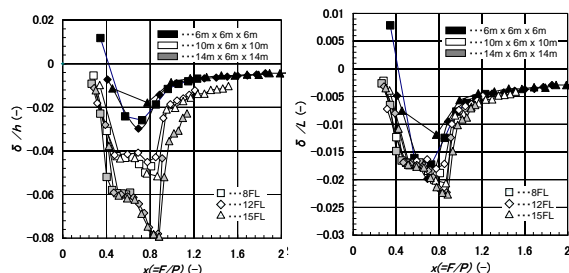 0.02
0
−0.02
−0.04
−0.06
−0.08
δ/h (−)
6m x 6m x 6m
10m x 6m x 10m
14m x 6m x 14m
⋯8FL
⋯12FL
⋯15FL
0 0.4 0.8 1.2 1.6 2
x(=F/P) (−)
0.01
0.005
0.00
−0.005
−0.01
−0.015
−0.02
−0.025
−0.03
δ/L (−)
6m x 6m x 6m
10m x 6m x 10m
14m x 6m x 14m
⋯8FL
⋯12FL
⋯15FL
0 0.4 0.8 1.2 1.6 2
x(=F/P) (−)